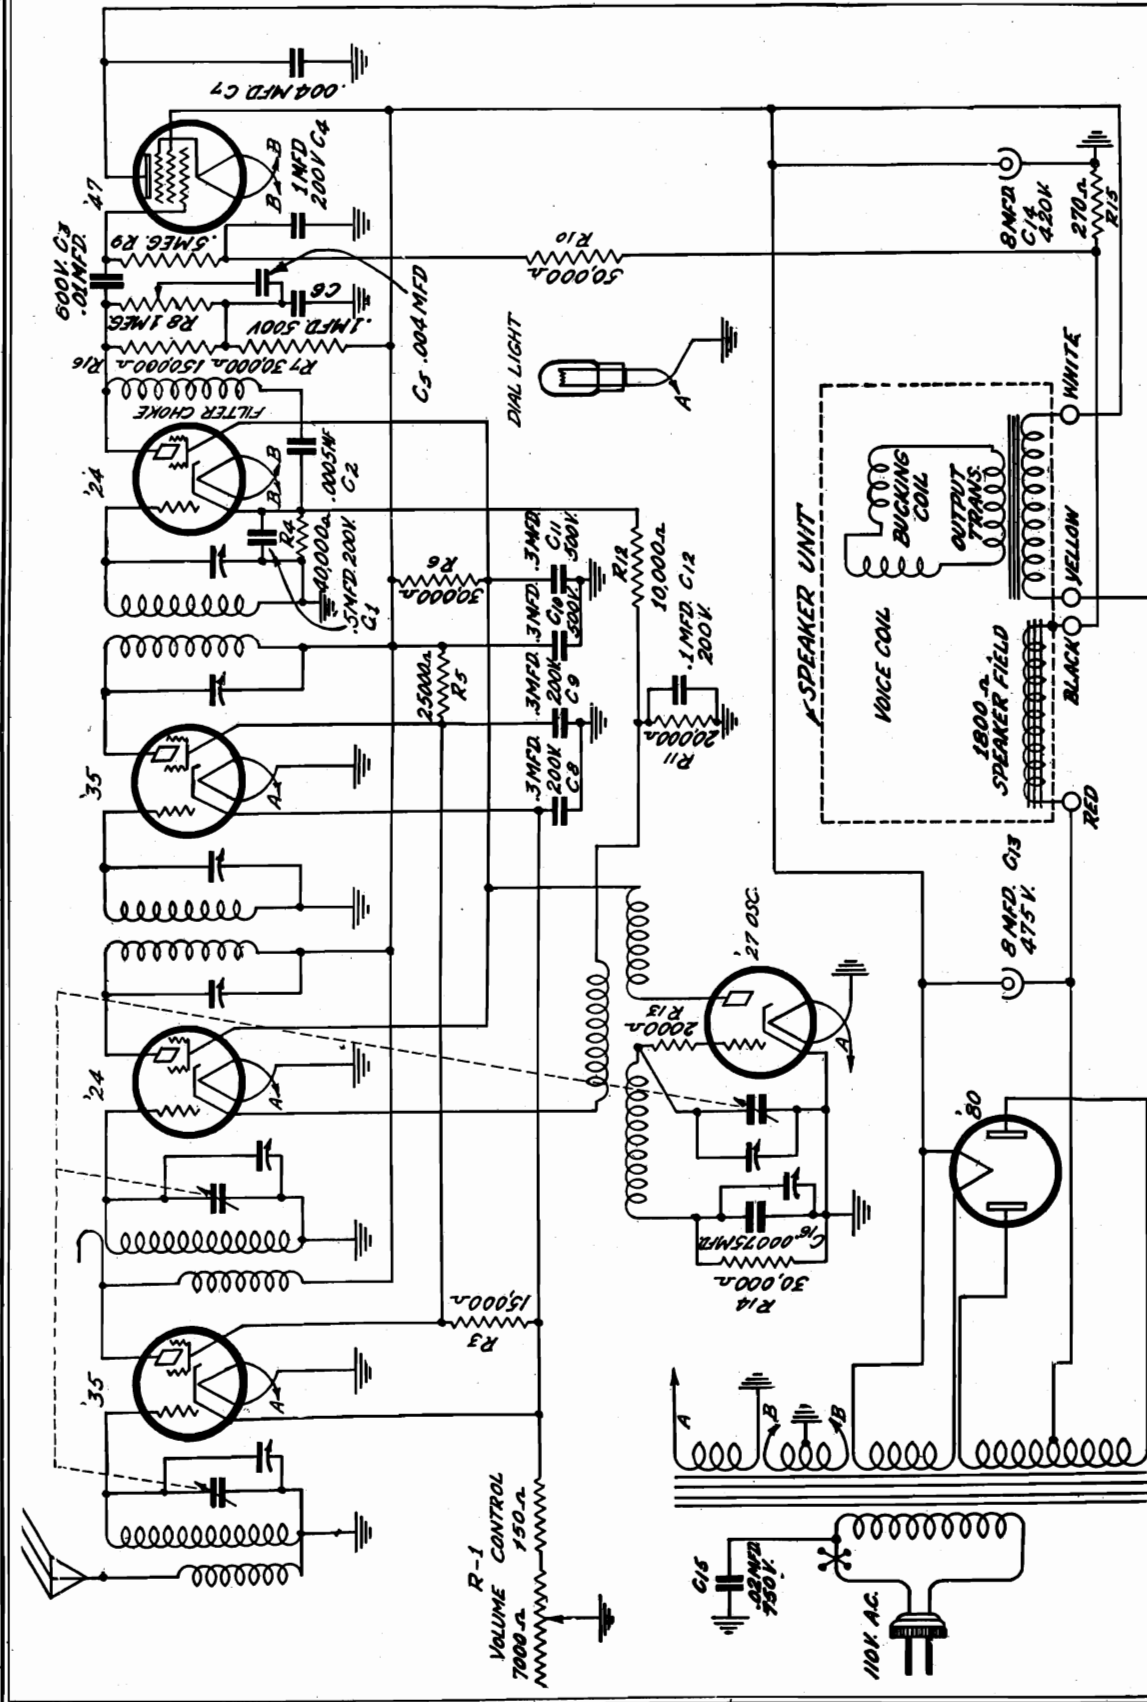 '35
'24
'35
'24
'47
R-1
VOLUME CONTROL
7000Ω 150Ω
R3
15,000Ω
25000Ω
R5
R6
30,000Ω
R4
40,000Ω
.5 MFD. 200V.
C1
.0005 MF
C2
FILTER CHOKE
R16 150,000Ω
R7 30,000Ω
R8 1 MEG.
.1 MFD. 500V
C6
C5 .004 MFD
600V. C3
.01 MFD.
.5 MEG. R9
1 MFD
200V C4
.004 MFD. C7
50,000Ω
R10
.3 MFD.
200V.
C8
.3 MFD.
200V.
C9
.3 MFD.
C10
500V.
.3 MFD.
C11
500V.
R12
10,000Ω
.1 MFD. C12
200V.
20,000Ω
R11
A
A
A
B B
B B
DIAL LIGHT
A
'27 OSC.
2000Ω
R13
A
C16 .00075 MFD.
30,000Ω
R14
8 MFD.
C14
420V.
270Ω
R15
SPEAKER UNIT
VOICE COIL
BUCKING
COIL
OUTPUT
TRANS.
1800Ω
SPEAKER FIELD
RED
BLACK
YELLOW
WHITE
8 MFD. C13
475 V.
'80
A
B
B
C15
.02 MFD
750V.
110V. A.C.